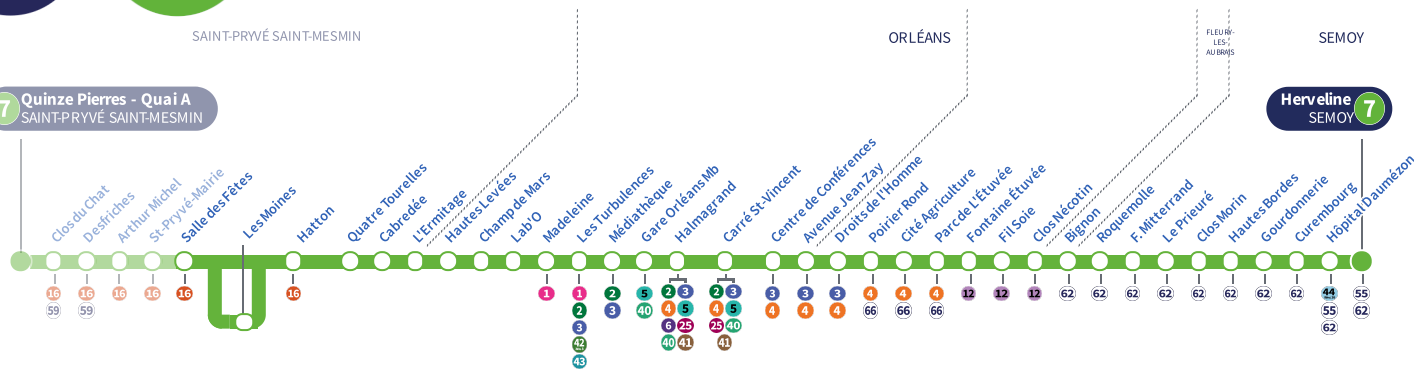 SAINT-PRYVÉ SAINT-MESMIN
ORLÉANS
FLEURY-
LES-
AUBRAIS
SEMOY
7
Quinze Pierres - Quai A
SAINT-PRYVÉ SAINT-MESMIN
Herveline
SEMOY
7
Clos du Chat
Desfriches
Arthur Michel
St-Pryvé-Mairie
Salle des Fêtes
Les Moines
Hatton
Quatre Tourelles
Cabredée
L'Ermitage
Hautes Levées
Champ de Mars
Lab'O
Madeleine
Les Turbulences
Médiathèque
Gare Orléans Mb
Halmagrand
Carré St-Vincent
Centre de Conférences
Avenue Jean Zay
Droits de l'Homme
Poirier Rond
Cité Agriculture
Parc de L'Étuvée
Fontaine Étuvée
Fil Soie
Clos Nécotin
Bignon
Roquemolle
F. Mitterrand
Le Prieuré
Clos Morin
Hautes Bordes
Gourdonnerie
Curembourg
Hôpital Daumézon
16 16 16 16 16 16 1 1 2 5 2 3 2 3 3 3 3 4 4 4 12 12 12 62 62 62 62 62 62 62 62 44 55
59 59 2 3 40 4 5 4 5 4 4 4 66 66 66 55 62
3 6 25 25 40 62
42 40 41 41
43